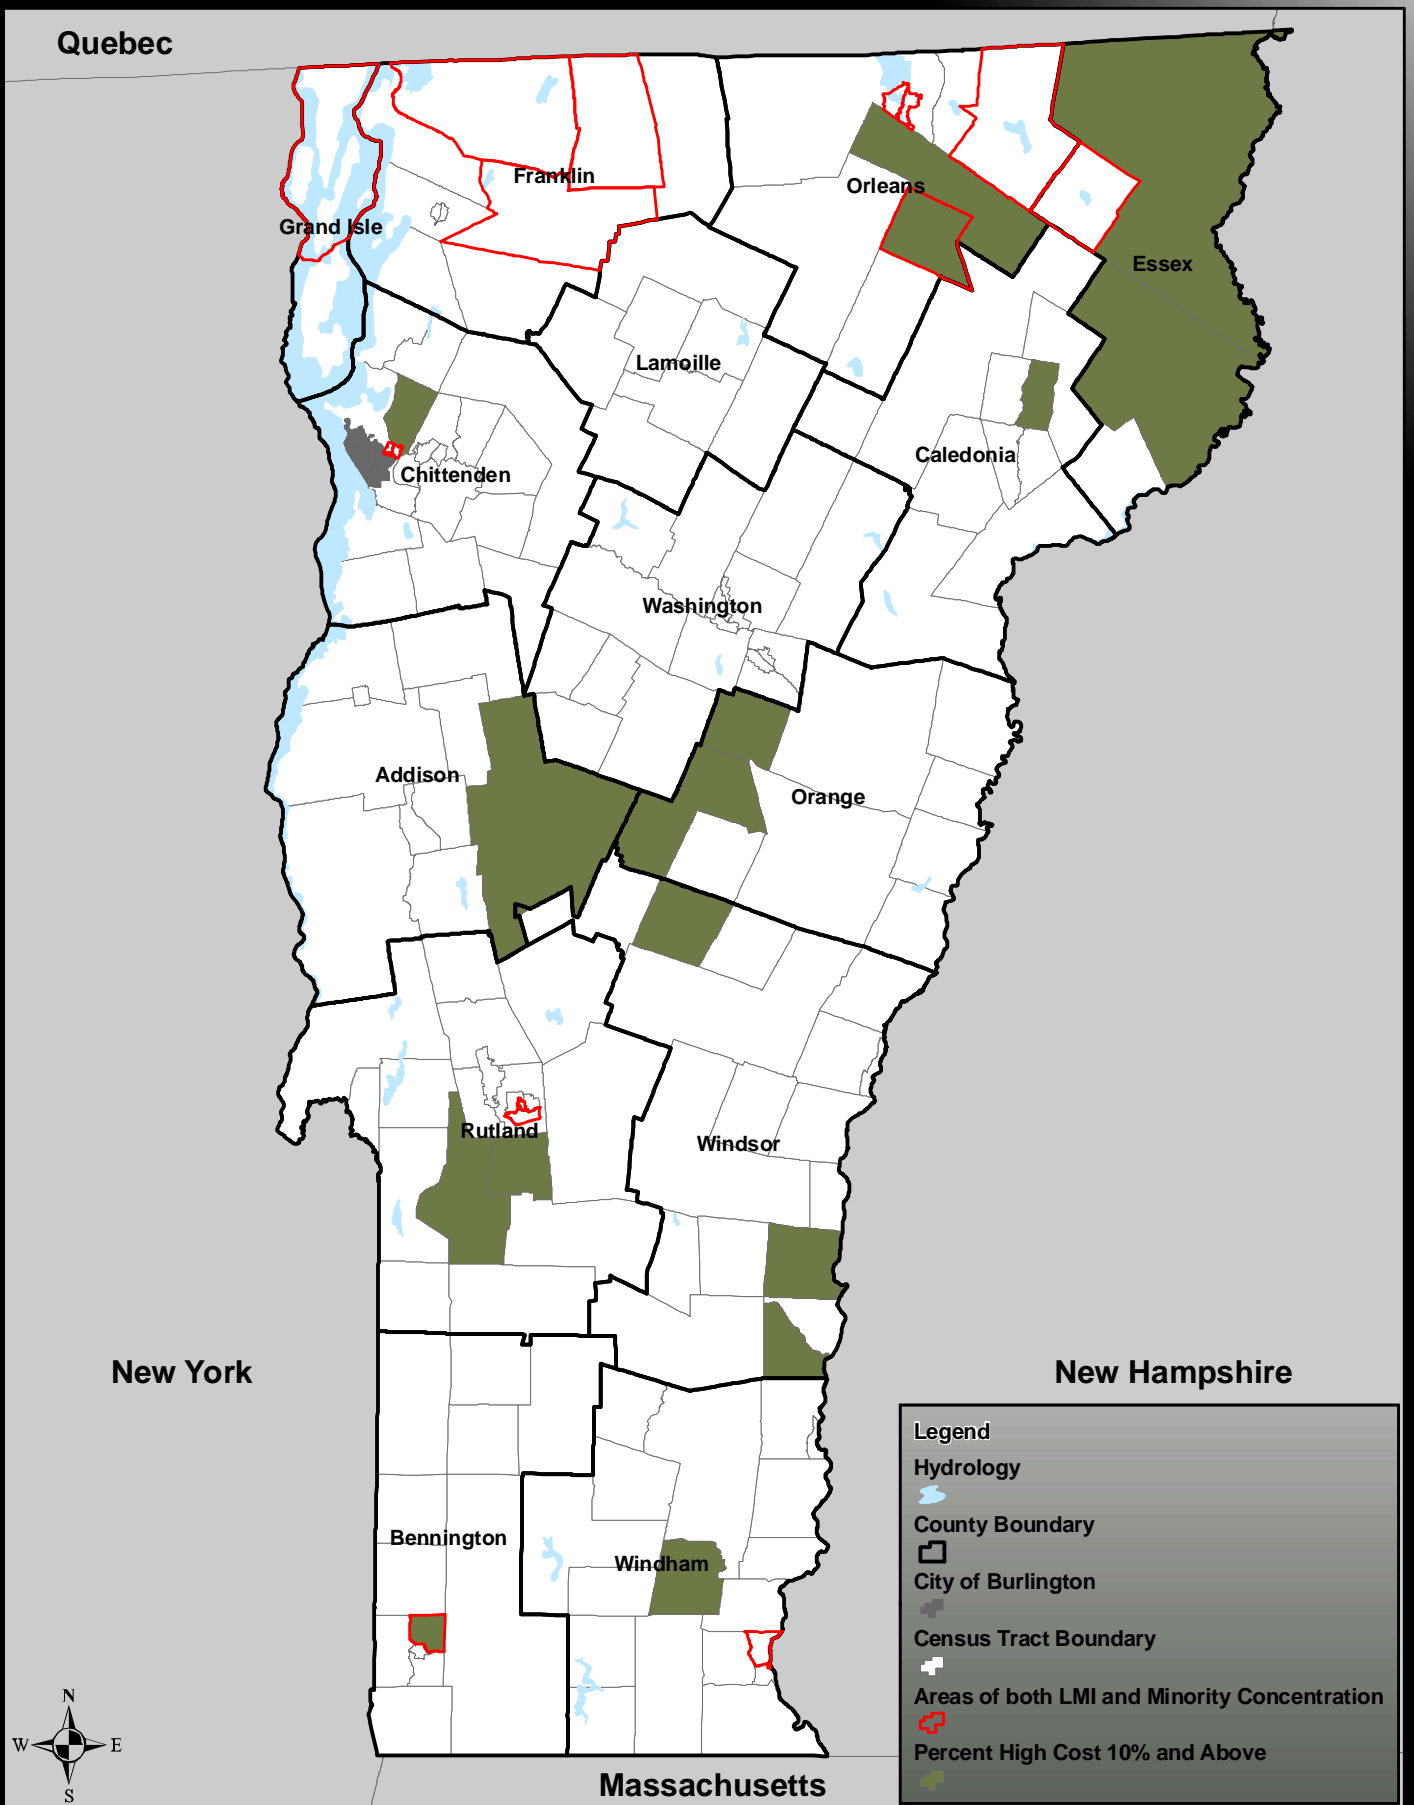 Quebec
Franklin
Orleans
Grand Isle
Essex
Lamoille
Caledonia
Chittenden
Washington
Addison
Orange
Rutland
Windsor
New York
New Hampshire
Bennington
Windham
Massachusetts
Legend
Hydrology
County Boundary
City of Burlington
Census Tract Boundary
Areas of both LMI and Minority Concentration
Percent High Cost 10% and Above
N
W
E
S